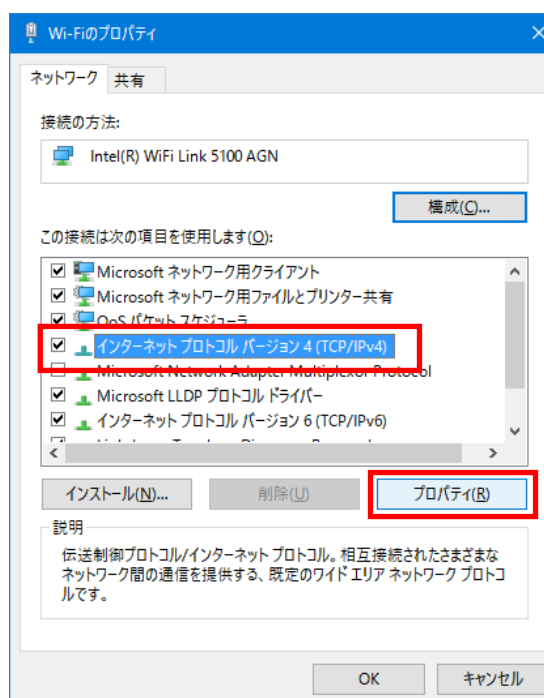 Wi-Fiのプロパティ
ネットワーク 共有
接続の方法:
Intel(R) WiFi Link 5100 AGN
構成(C)...
この接続は次の項目を使用します(O):
Microsoft ネットワーク用クライアント
Microsoft ネットワーク用ファイルとプリンター共有
QoS パケット スケジューラ
インターネット プロトコル バージョン 4 (TCP/IPv4)
Microsoft Network Adapter Multiplexor Protocol
Microsoft LLDP プロトコル ドライバー
インターネット プロトコル バージョン 6 (TCP/IPv6)
インストール(N)... 削除(U) プロパティ(R)
説明
伝送制御プロトコル/インターネット プロトコル。相互接続されたさまざまな
ネットワーク間の通信を提供する、既定のワイド エリア ネットワーク プロトコ
ルです。
OK キャンセル